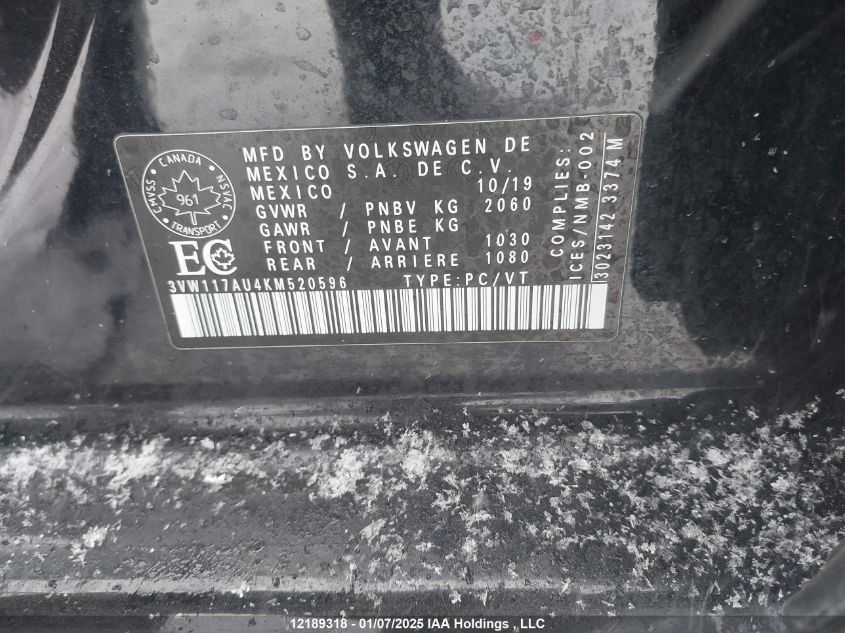 CANADA
CMVSS
NSVAC
961
TRANSPORT
EC
MFD BY VOLKSWAGEN DE
MEXICO S.A. DE C.V.
MEXICO 10/19
GVWR / PNBV KG 2060
GAWR / PNBE KG
FRONT / AVANT 1030
REAR / ARRIERE 1080
3VW117AU4KM520596 TYPE:PC/VT
COMPLIES:
ICES/NMB-002
3023142 3374 M
12189318 - 01/07/2025 IAA Holdings , LLC